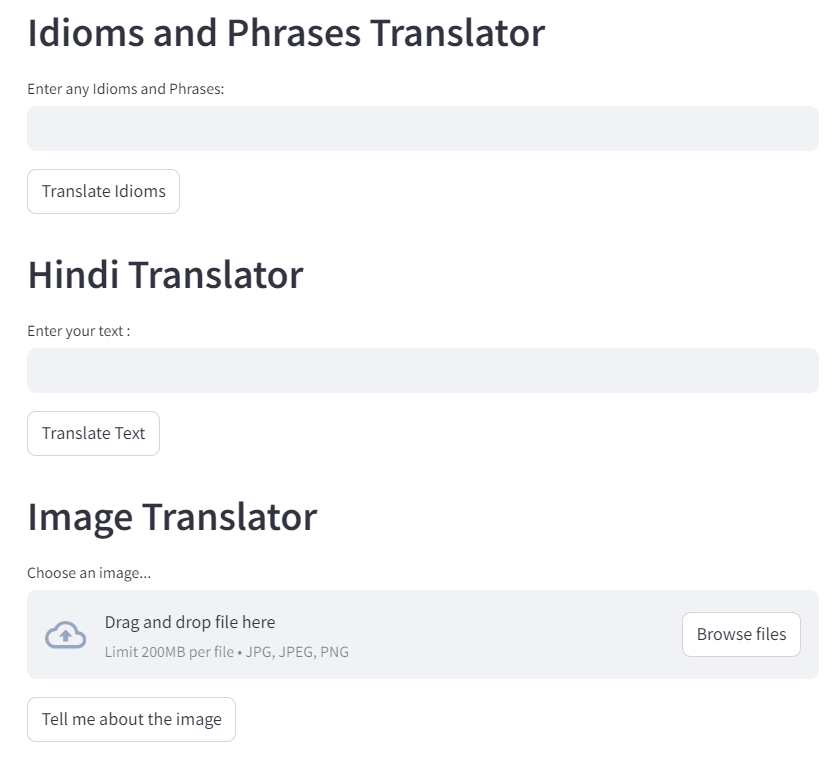 Idioms and Phrases Translator
Enter any Idioms and Phrases:
Translate Idioms
Hindi Translator
Enter your text :
Translate Text
Image Translator
Choose an image...
Drag and drop file here
Limit 200MB per file • JPG, JPEG, PNG
Browse files
Tell me about the image